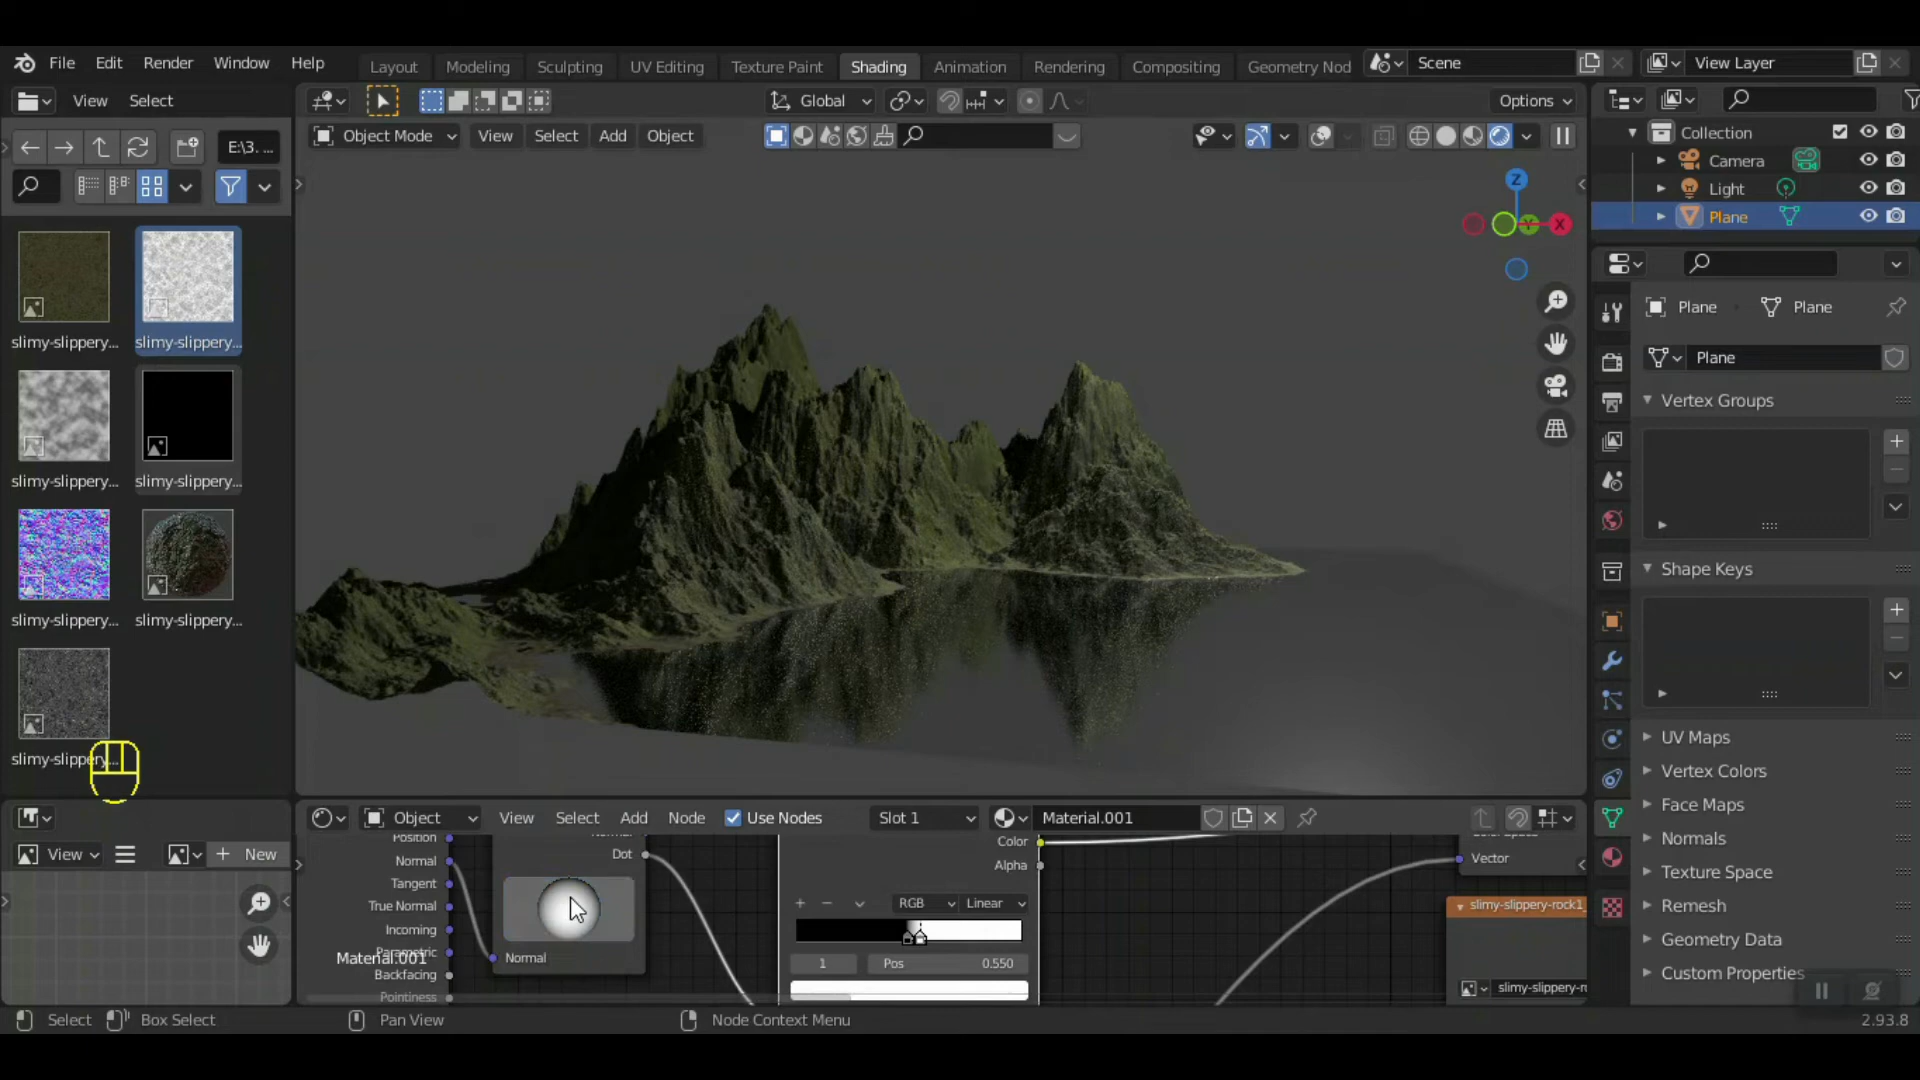 File Edit Render Window Help Layout Modeling Sculpting UV Editing Texture Paint Shading Animation Rendering Compositing Geometry Nod Scene View Layer
View Select Global Options
E:\3. ... Object Mode View Select Add Object
Collection
Camera
Light
Plane
Z
X
slimy-slippery... slimy-slippery...
slimy-slippery... slimy-slippery...
slimy-slippery... slimy-slippery...
slimy-slippery...
Plane Plane
Plane
Vertex Groups
Shape Keys
UV Maps
Vertex Colors
Face Maps
Normals
Texture Space
Remesh
Geometry Data
Custom Properties
Object View Select Add Node Use Nodes Slot 1 Material.001
View New
Position
Normal
Tangent
True Normal
Incoming
Parametric
Backfacing
Pointiness
Material.001
Dot
Normal
Color
Alpha
RGB Linear
1 Pos 0.550
Vector
slimy-slippery-rock1_
slimy-slippery-r
Select Box Select Pan View Node Context Menu 2.93.8